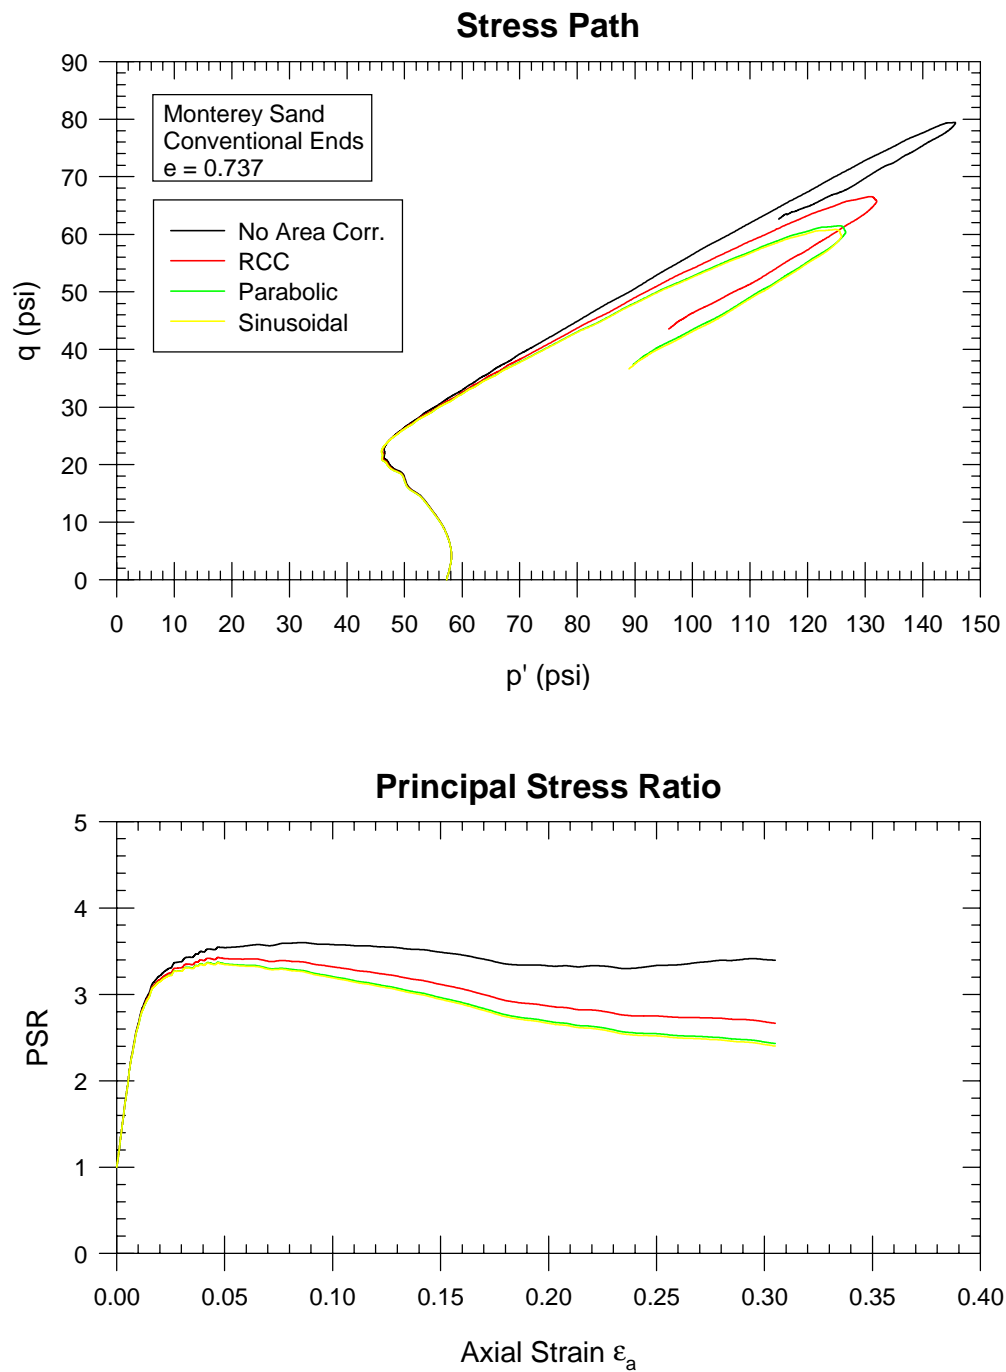 Stress Path
90
80
70
60
50
40
30
20
10
0
q (psi)
Monterey Sand
Conventional Ends
e = 0.737
No Area Corr.
RCC
Parabolic
Sinusoidal
0 10 20 30 40 50 60 70 80 90 100 110 120 130 140 150
p' (psi)
Principal Stress Ratio
5
4
3
2
1
0
PSR
0.00 0.05 0.10 0.15 0.20 0.25 0.30 0.35 0.40
Axial Strain εa